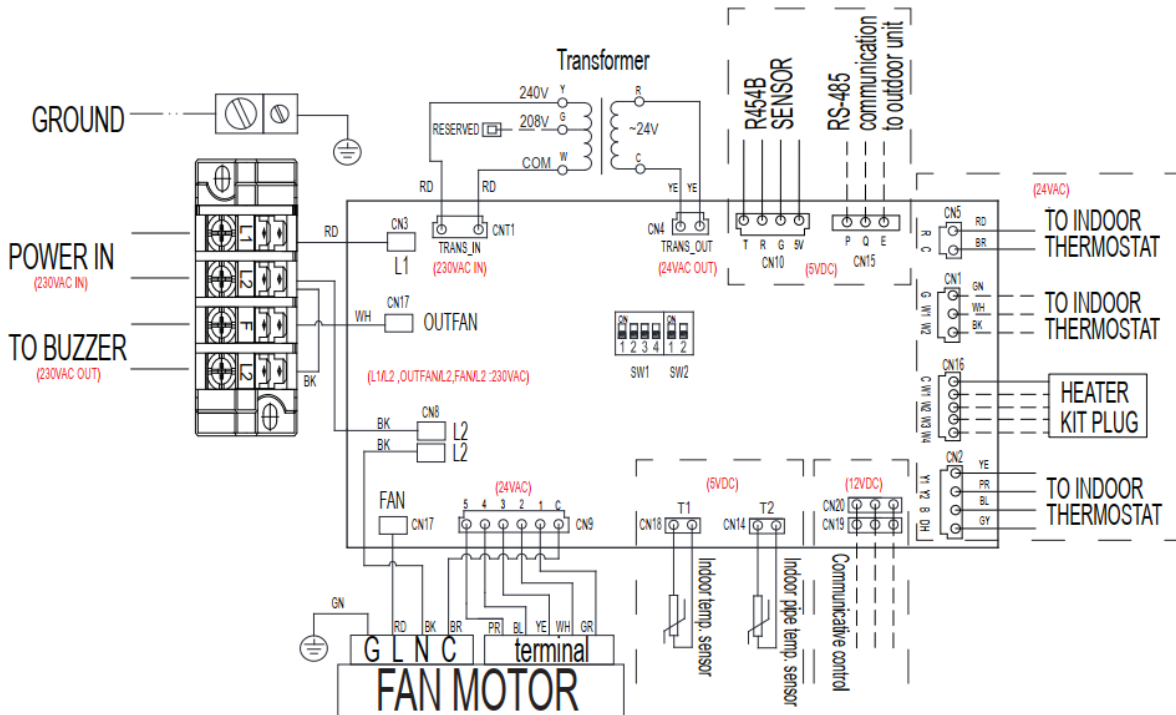 Transformer
R454B
SENSOR
RS-485
communication
to outdoor unit
GROUND
240V
Y
R
RESERVED
208V
G
~24V
COM
W
C
RD
RD
YE
YE
(24VAC)
POWER IN
(230VAC IN)
TO BUZZER
(230VAC OUT)
L1
L2
F
L2
RD
CN3
L1
TRANS_IN
CNT1
(230VAC IN)
CN4
TRANS_OUT
(24VAC OUT)
T R G 5V
CN10
(5VDC)
P Q E
CN15
CN5
R
C
RD
BR
TO INDOOR
THERMOSTAT
WH
CN17
OUTFAN
CN1
G
W1
W2
GN
WH
BK
TO INDOOR
THERMOSTAT
ON
1 2 3 4
SW1
ON
1 2
SW2
BK
(L1/L2 ,OUTFAN/L2,FAN/L2 :230VAC)
CN16
C
W1
W2
W3
W4
HEATER
KIT PLUG
BK
CN8
L2
BK
L2
CN2
Y1
Y2
B
DH
YE
PR
BL
GY
TO INDOOR
THERMOSTAT
FAN
CN17
(24VAC)
5 4 3 2 1 C
CN9
(5VDC)
T1
CN18
T2
CN14
(12VDC)
CN20
CN19
Indoor temp. sensor
Indoor pipe temp. sensor
Communicative control
GN
RD
BK
BR
PR
BL
YE
WH
GR
G L N C
terminal
FAN MOTOR